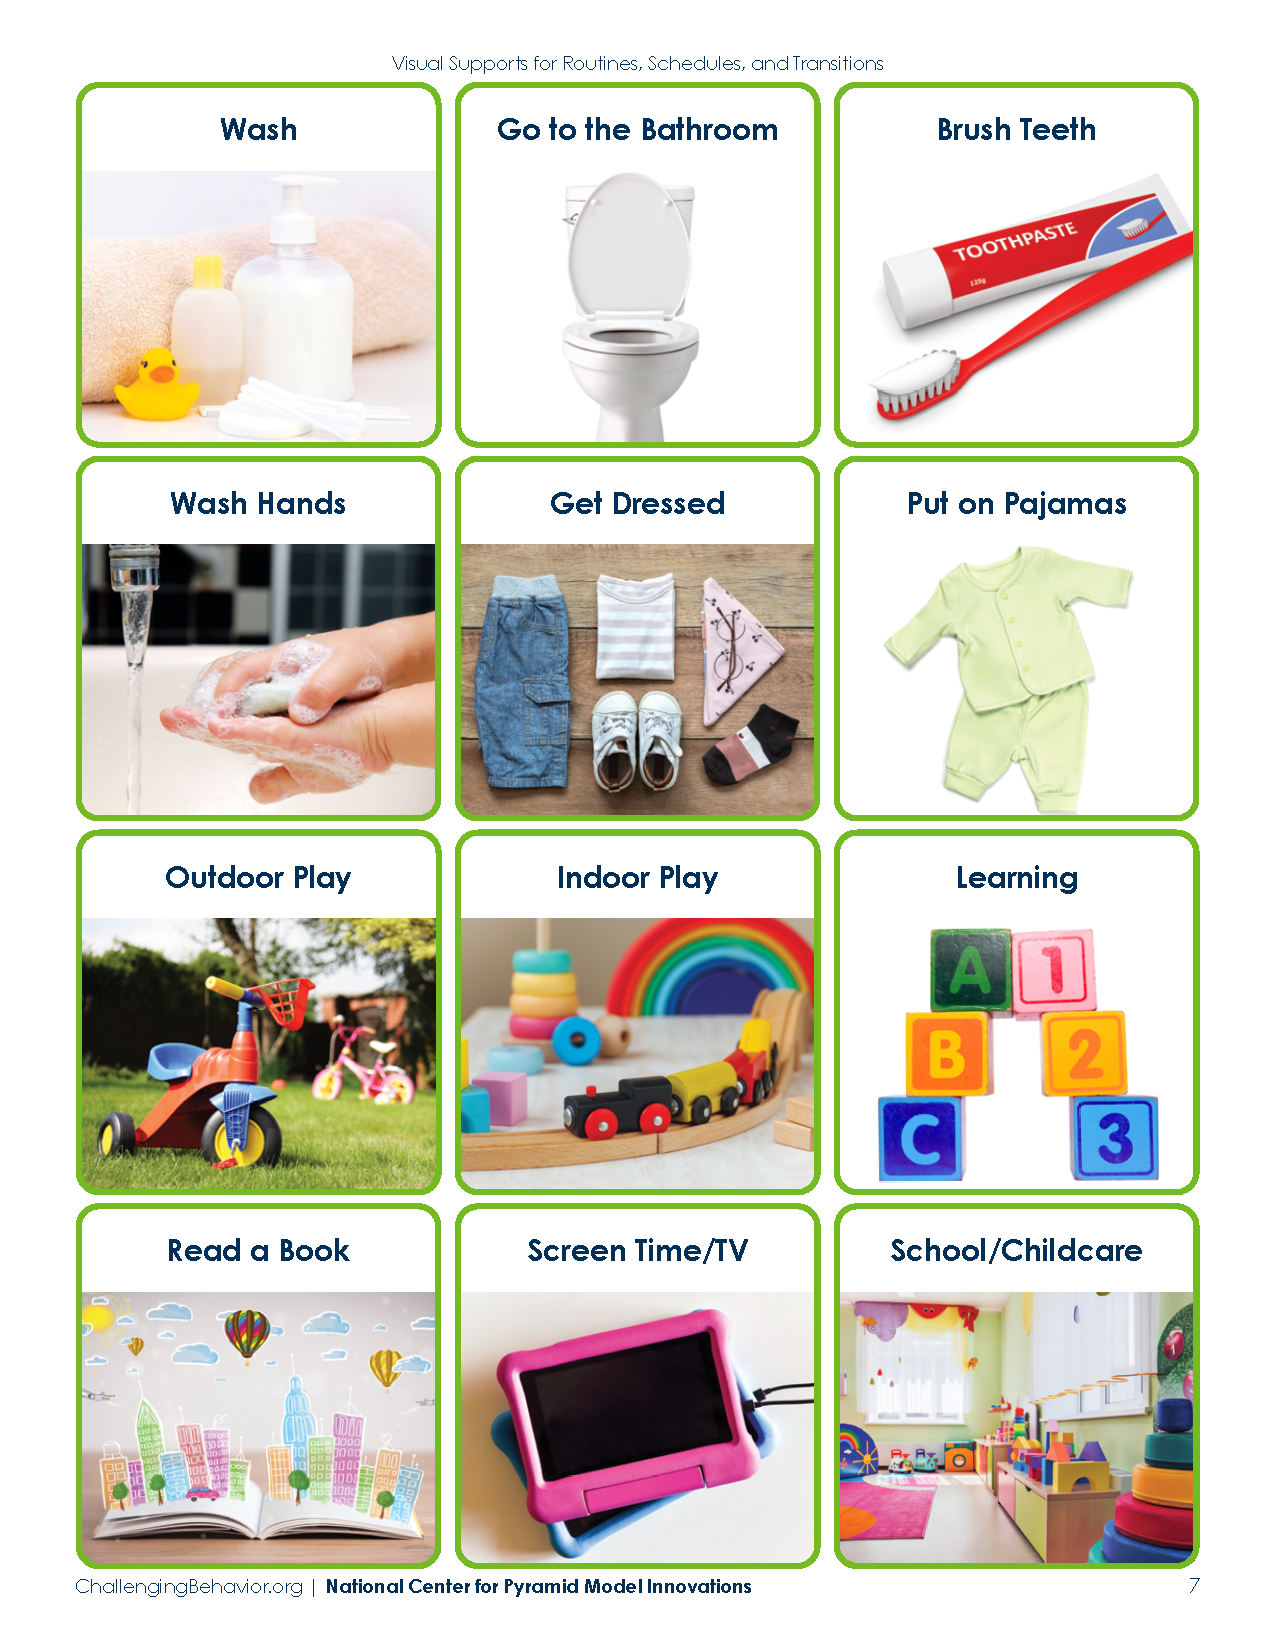 Visual Supports for Routines, Schedules, and Transitions
Wash
Go to the Bathroom
Brush Teeth
TOOTHPASTE
125g
Wash Hands
Get Dressed
Put on Pajamas
Outdoor Play
Indoor Play
Learning
A 1
B 2
C 3
Read a Book
Screen Time/TV
School/Childcare
ChallengingBehavior.org | National Center for Pyramid Model Innovations
7